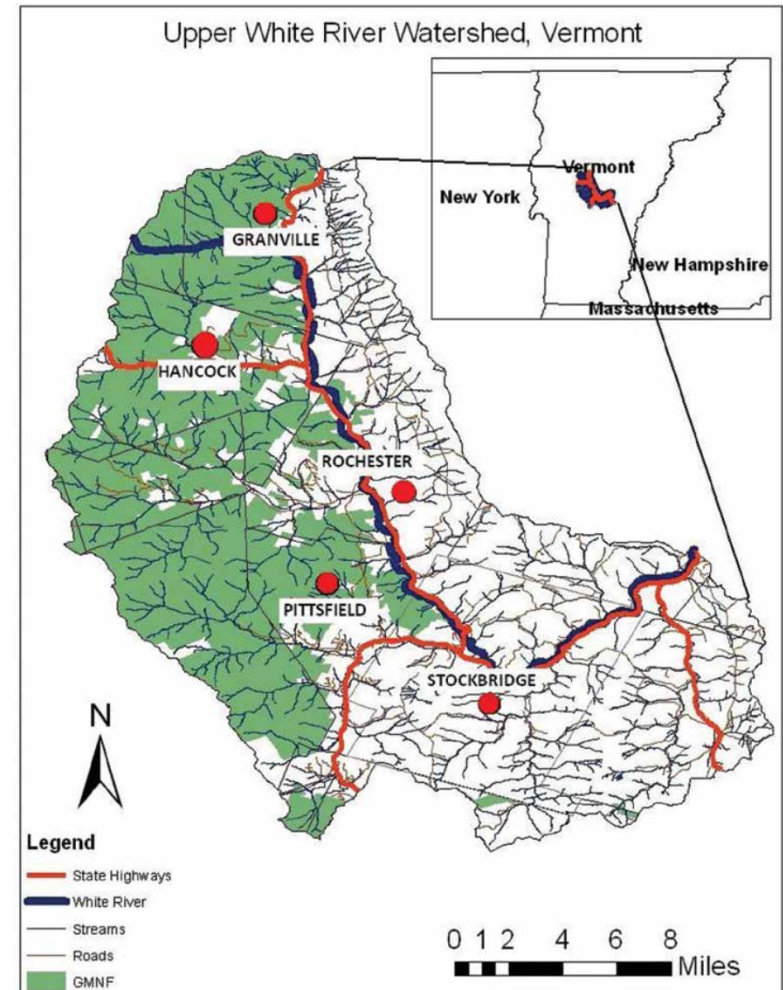 Upper White River Watershed, Vermont
Vermont
New York
New Hampshire
Massachusetts
GRANVILLE
HANCOCK
ROCHESTER
PITTSFIELD
STOCKBRIDGE
N
Legend
State Highways
White River
Streams
Roads
GMNF
0 1 2 4 6 8
Miles